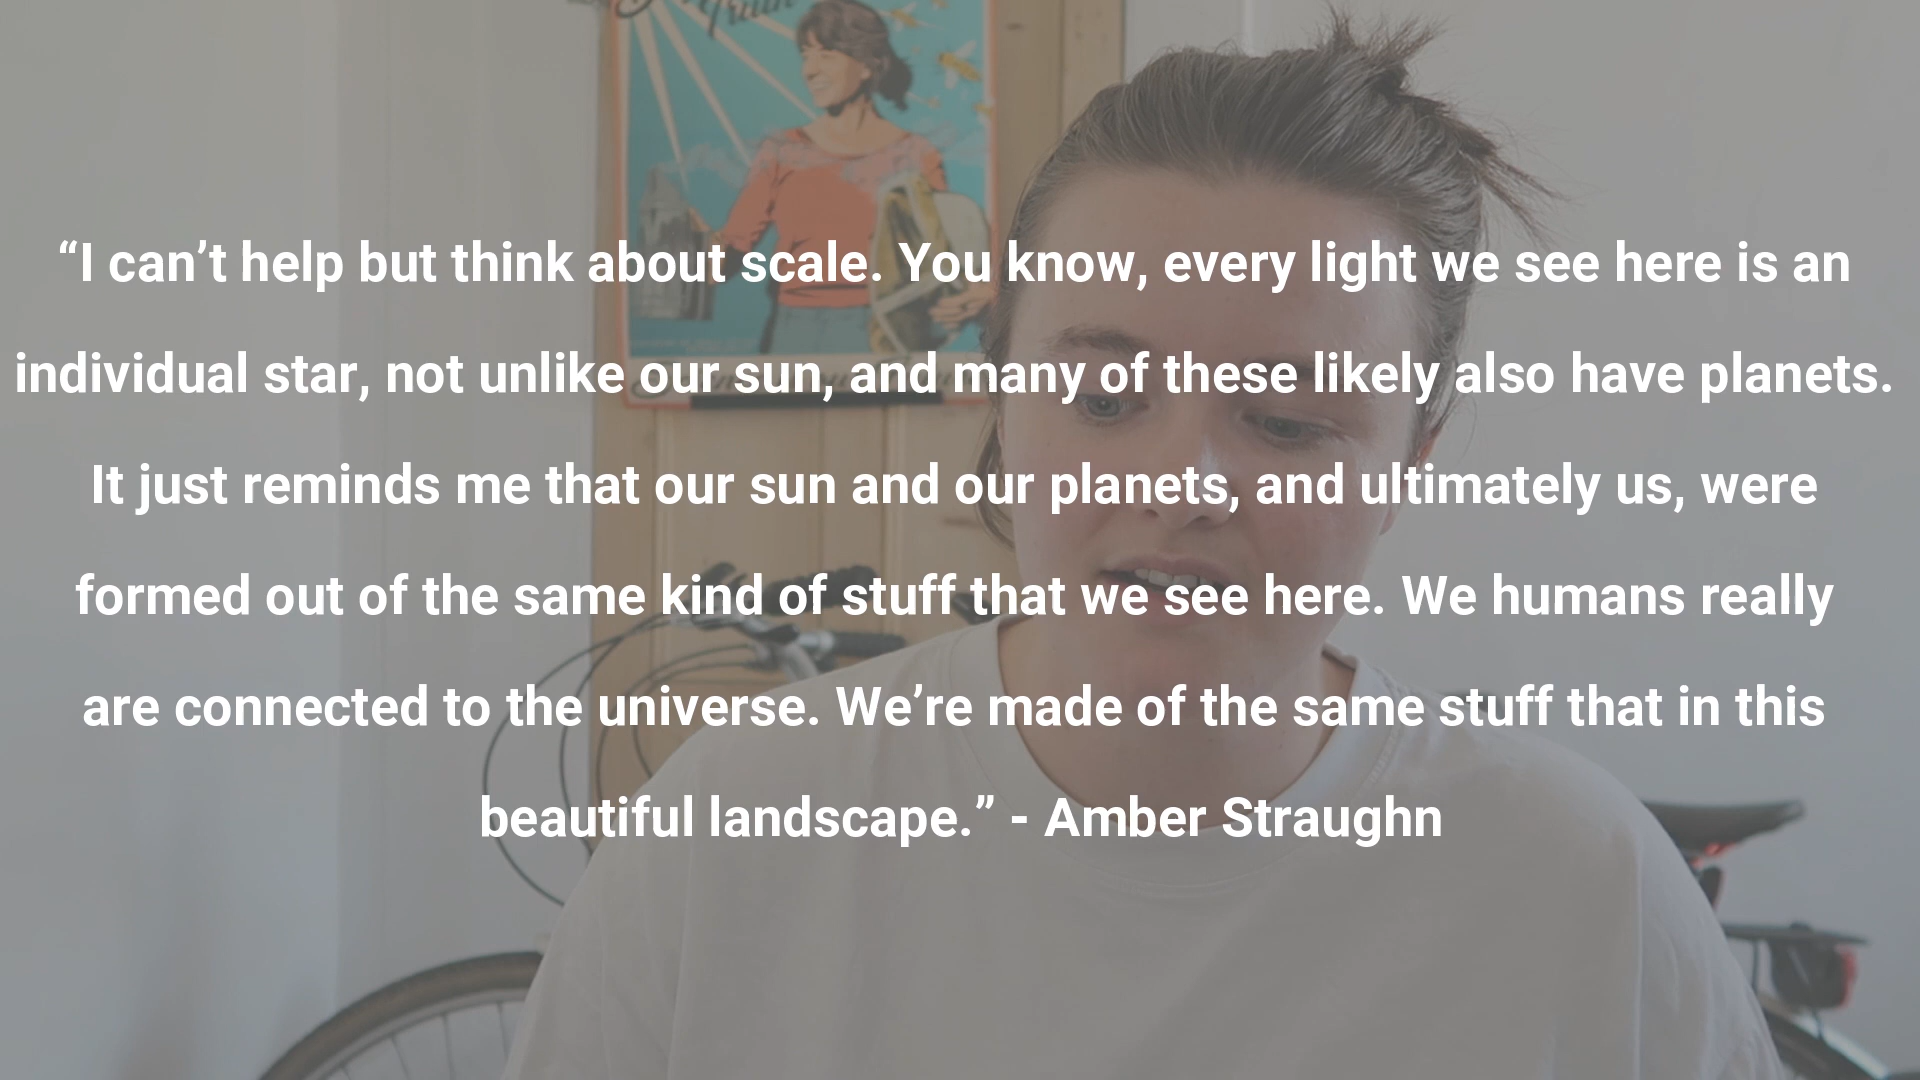 “I can’t help but think about scale. You know, every light we see here is an
individual star, not unlike our sun, and many of these likely also have planets.
It just reminds me that our sun and our planets, and ultimately us, were
formed out of the same kind of stuff that we see here. We humans really
are connected to the universe. We’re made of the same stuff that in this
beautiful landscape.” - Amber Straughn